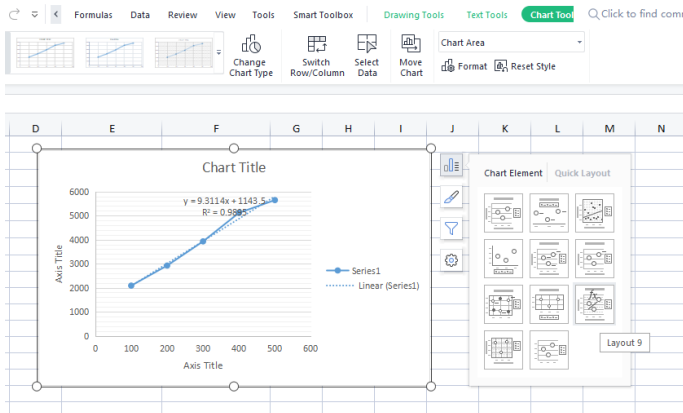 Formulas Data Review View Tools Smart Toolbox Drawing Tools Text Tools Chart Tool Click to find com
Chart Area
Change
Chart Type
Switch
Row/Column
Select
Data
Move
Chart
Format Reset Style
D E F G H I J K L M N
Chart Title
Chart Element Quick Layout
y = 9.3114x + 1143.5
R² = 0.9895
6000
5000
4000
3000
2000
1000
0
Axis Title
0 100 200 300 400 500 600
Axis Title
Series1
Linear (Series1)
Layout 9